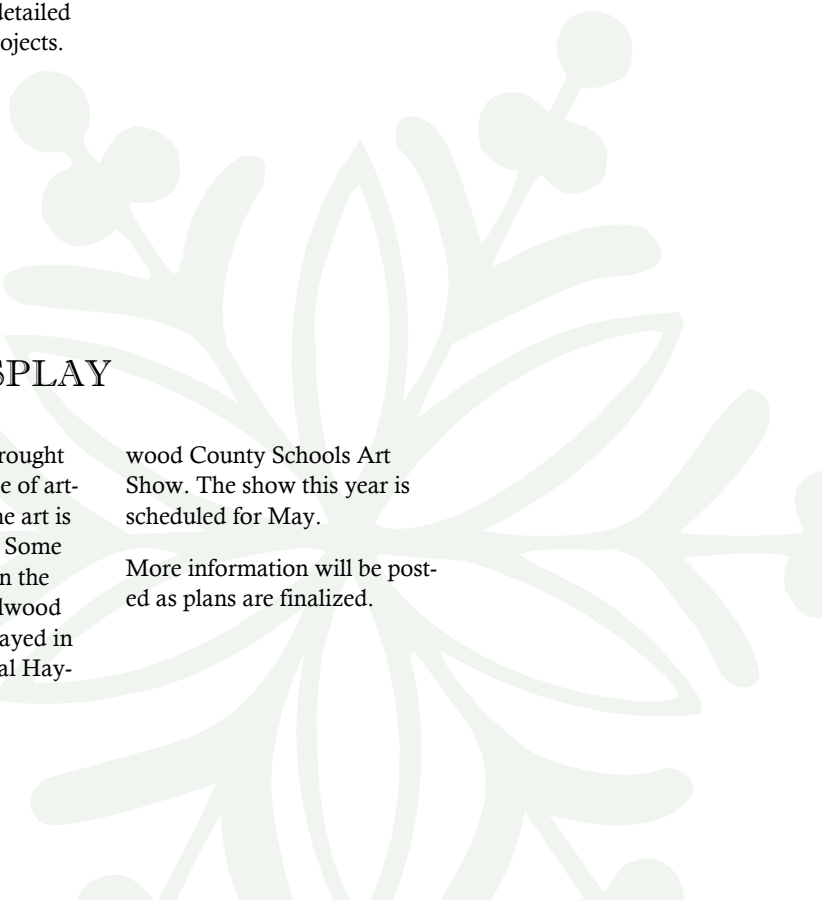 detailed
ojects.
SPLAY
rought
e of art-
he art is
Some
n the
lwood
ayed in
al Hay-
wood County Schools Art
Show. The show this year is
scheduled for May.
More information will be post-
ed as plans are finalized.